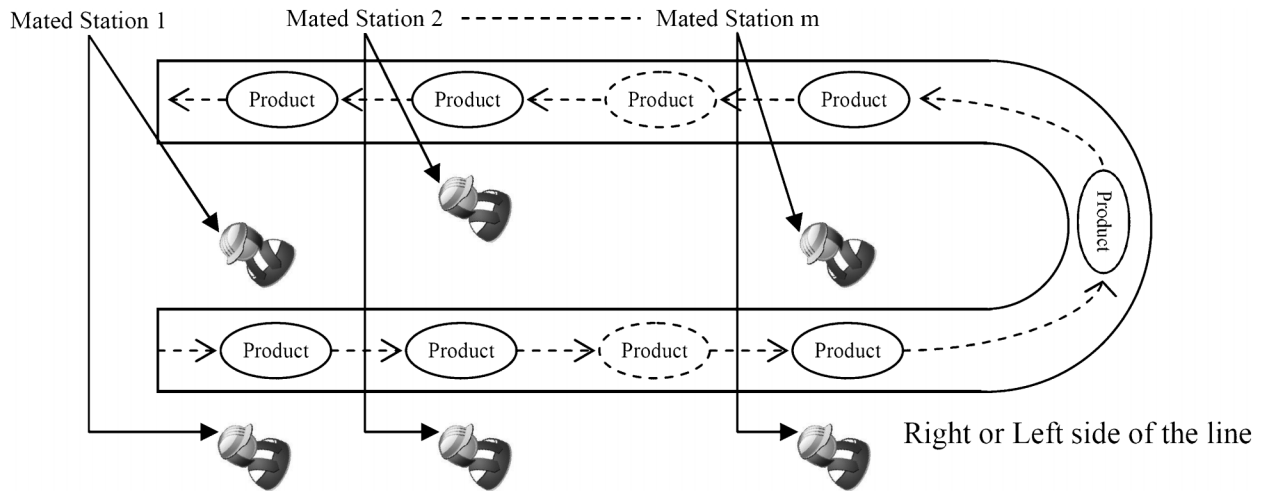 Mated Station 1
Mated Station 2
Mated Station m
Product
Product
Product
Product
Product
Product
Product
Product
Product
Right or Left side of the line